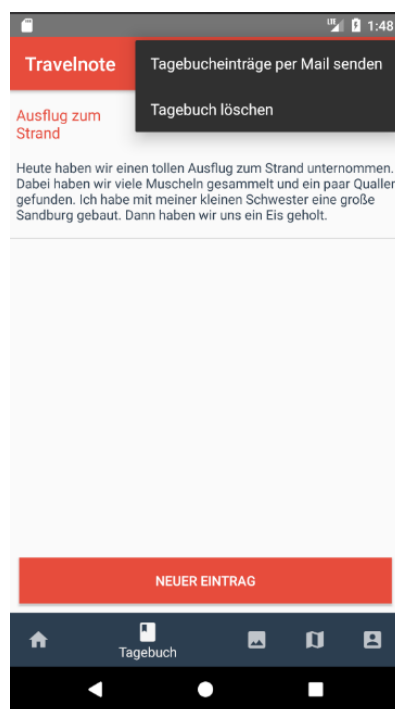 LTE 1:48
Travelnote
Tagebucheinträge per Mail senden
Tagebuch löschen
Ausflug zum
Strand
Heute haben wir einen tollen Ausflug zum Strand unternommen.
Dabei haben wir viele Muscheln gesammelt und ein paar Quallen
gefunden. Ich habe mit meiner kleinen Schwester eine große
Sandburg gebaut. Dann haben wir uns ein Eis geholt.
NEUER EINTRAG
Tagebuch